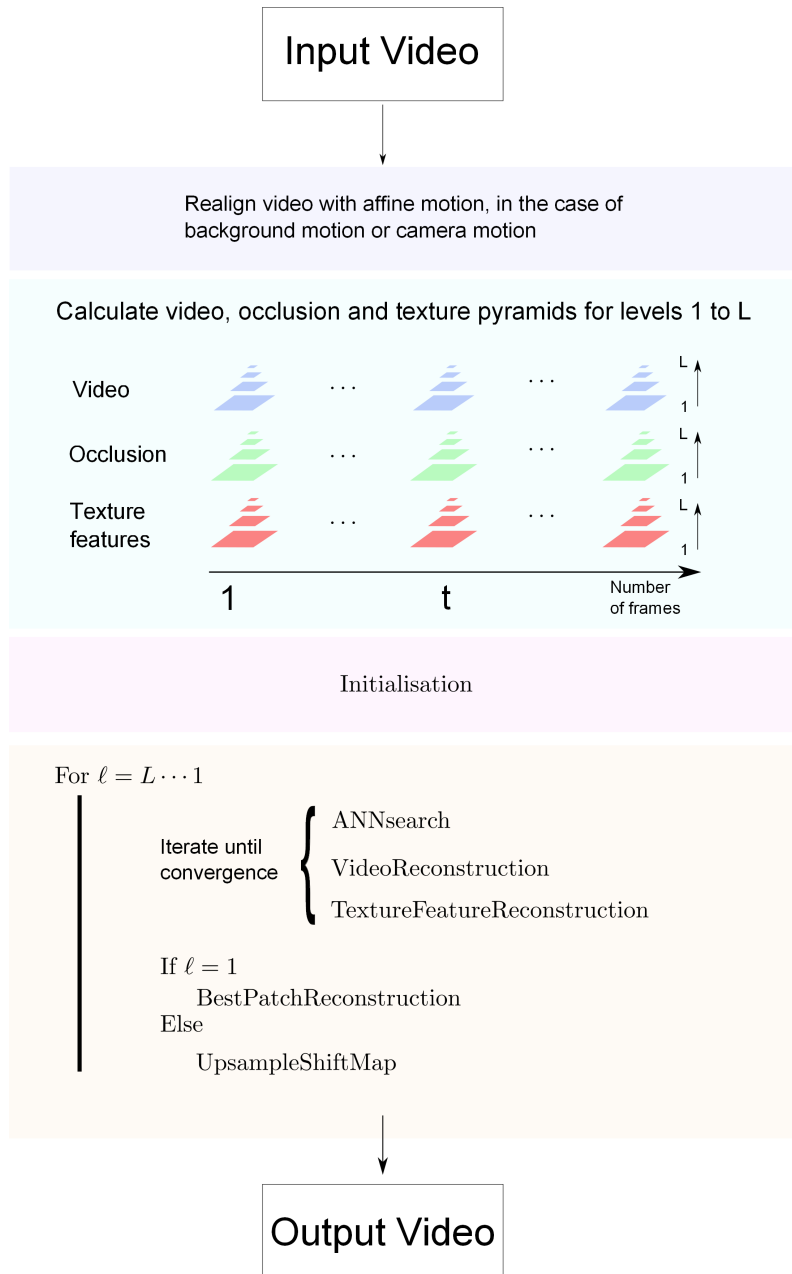 Input Video
Realign video with affine motion, in the case of
background motion or camera motion
Calculate video, occlusion and texture pyramids for levels 1 to L
Video
...
...
L
1
Occlusion
...
...
L
1
Texture
features
...
...
L
1
1
t
Number
of frames
Initialisation
For ℓ = L ⋯ 1
Iterate until
convergence
{
ANNsearch
VideoReconstruction
TextureFeatureReconstruction
If ℓ = 1
BestPatchReconstruction
Else
UpsampleShiftMap
Output Video